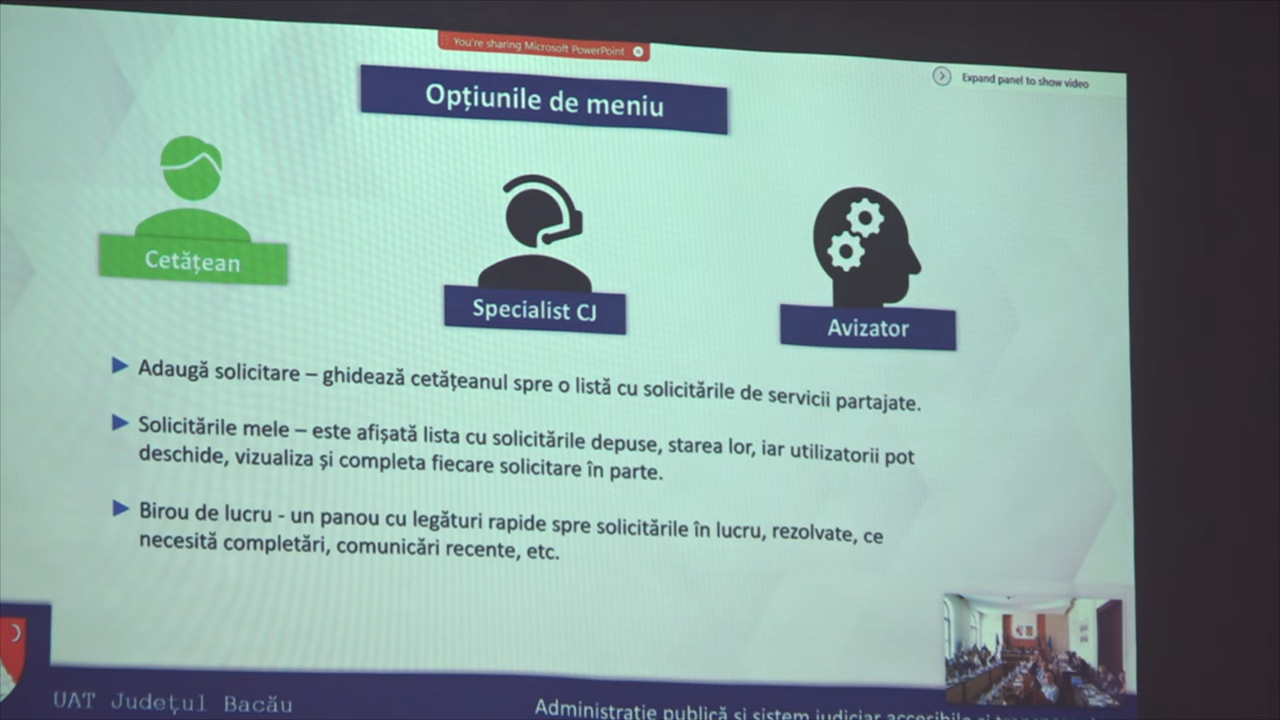 You're sharing Microsoft PowerPoint
Expand panel to show video
Opțiunile de meniu
Cetățean
Specialist CJ
Avizator
Adaugă solicitare – ghidează cetățeanul spre o listă cu solicitările de servicii partajate.
Solicitările mele – este afișată lista cu solicitările depuse, starea lor, iar utilizatorii pot
deschide, vizualiza și completa fiecare solicitare în parte.
Birou de lucru - un panou cu legături rapide spre solicitările în lucru, rezolvate, ce
necesită completări, comunicări recente, etc.
UAT Județul Bacău
Administrație publică și sistem judiciar accesibile și